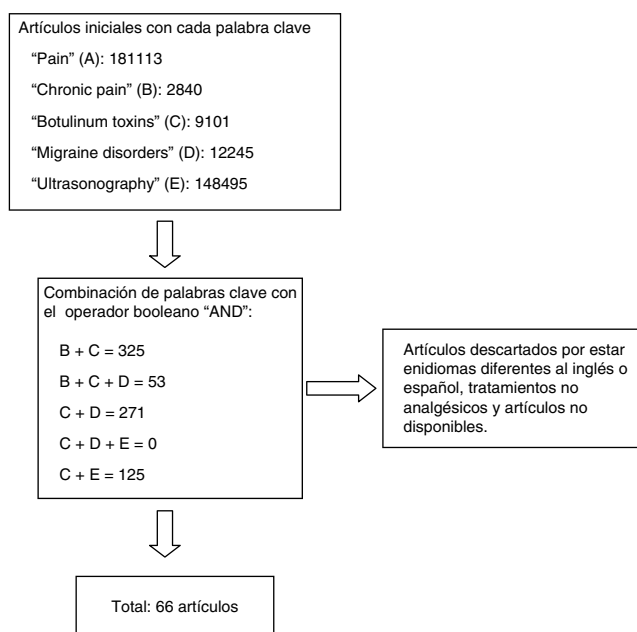 Artículos iniciales con cada palabra clave
“Pain” (A): 181113
“Chronic pain” (B): 2840
“Botulinum toxins” (C): 9101
“Migraine disorders” (D): 12245
“Ultrasonography” (E): 148495
Combinación de palabras clave con
el operador booleano “AND”:
B + C = 325
B + C + D = 53
C + D = 271
C + D + E = 0
C + E = 125
Artículos descartados por estar
enidiomas diferentes al inglés o
español, tratamientos no
analgésicos y artículos no
disponibles.
Total: 66 artículos